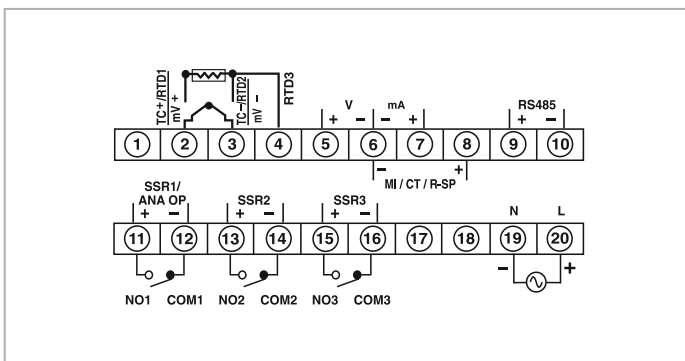 TC+/RTD1
mV +
TC−/RTD2
mV −
RTD3
V
mA
RS485
+ − − + + −
1 2 3 4 5 6 7 8 9 10
− +
MI / CT / R-SP
SSR1/
ANA OP
SSR2
SSR3
N L
+ − + − + −
11 12 13 14 15 16 17 18 19 20
− +
NO1 COM1 NO2 COM2 NO3 COM3